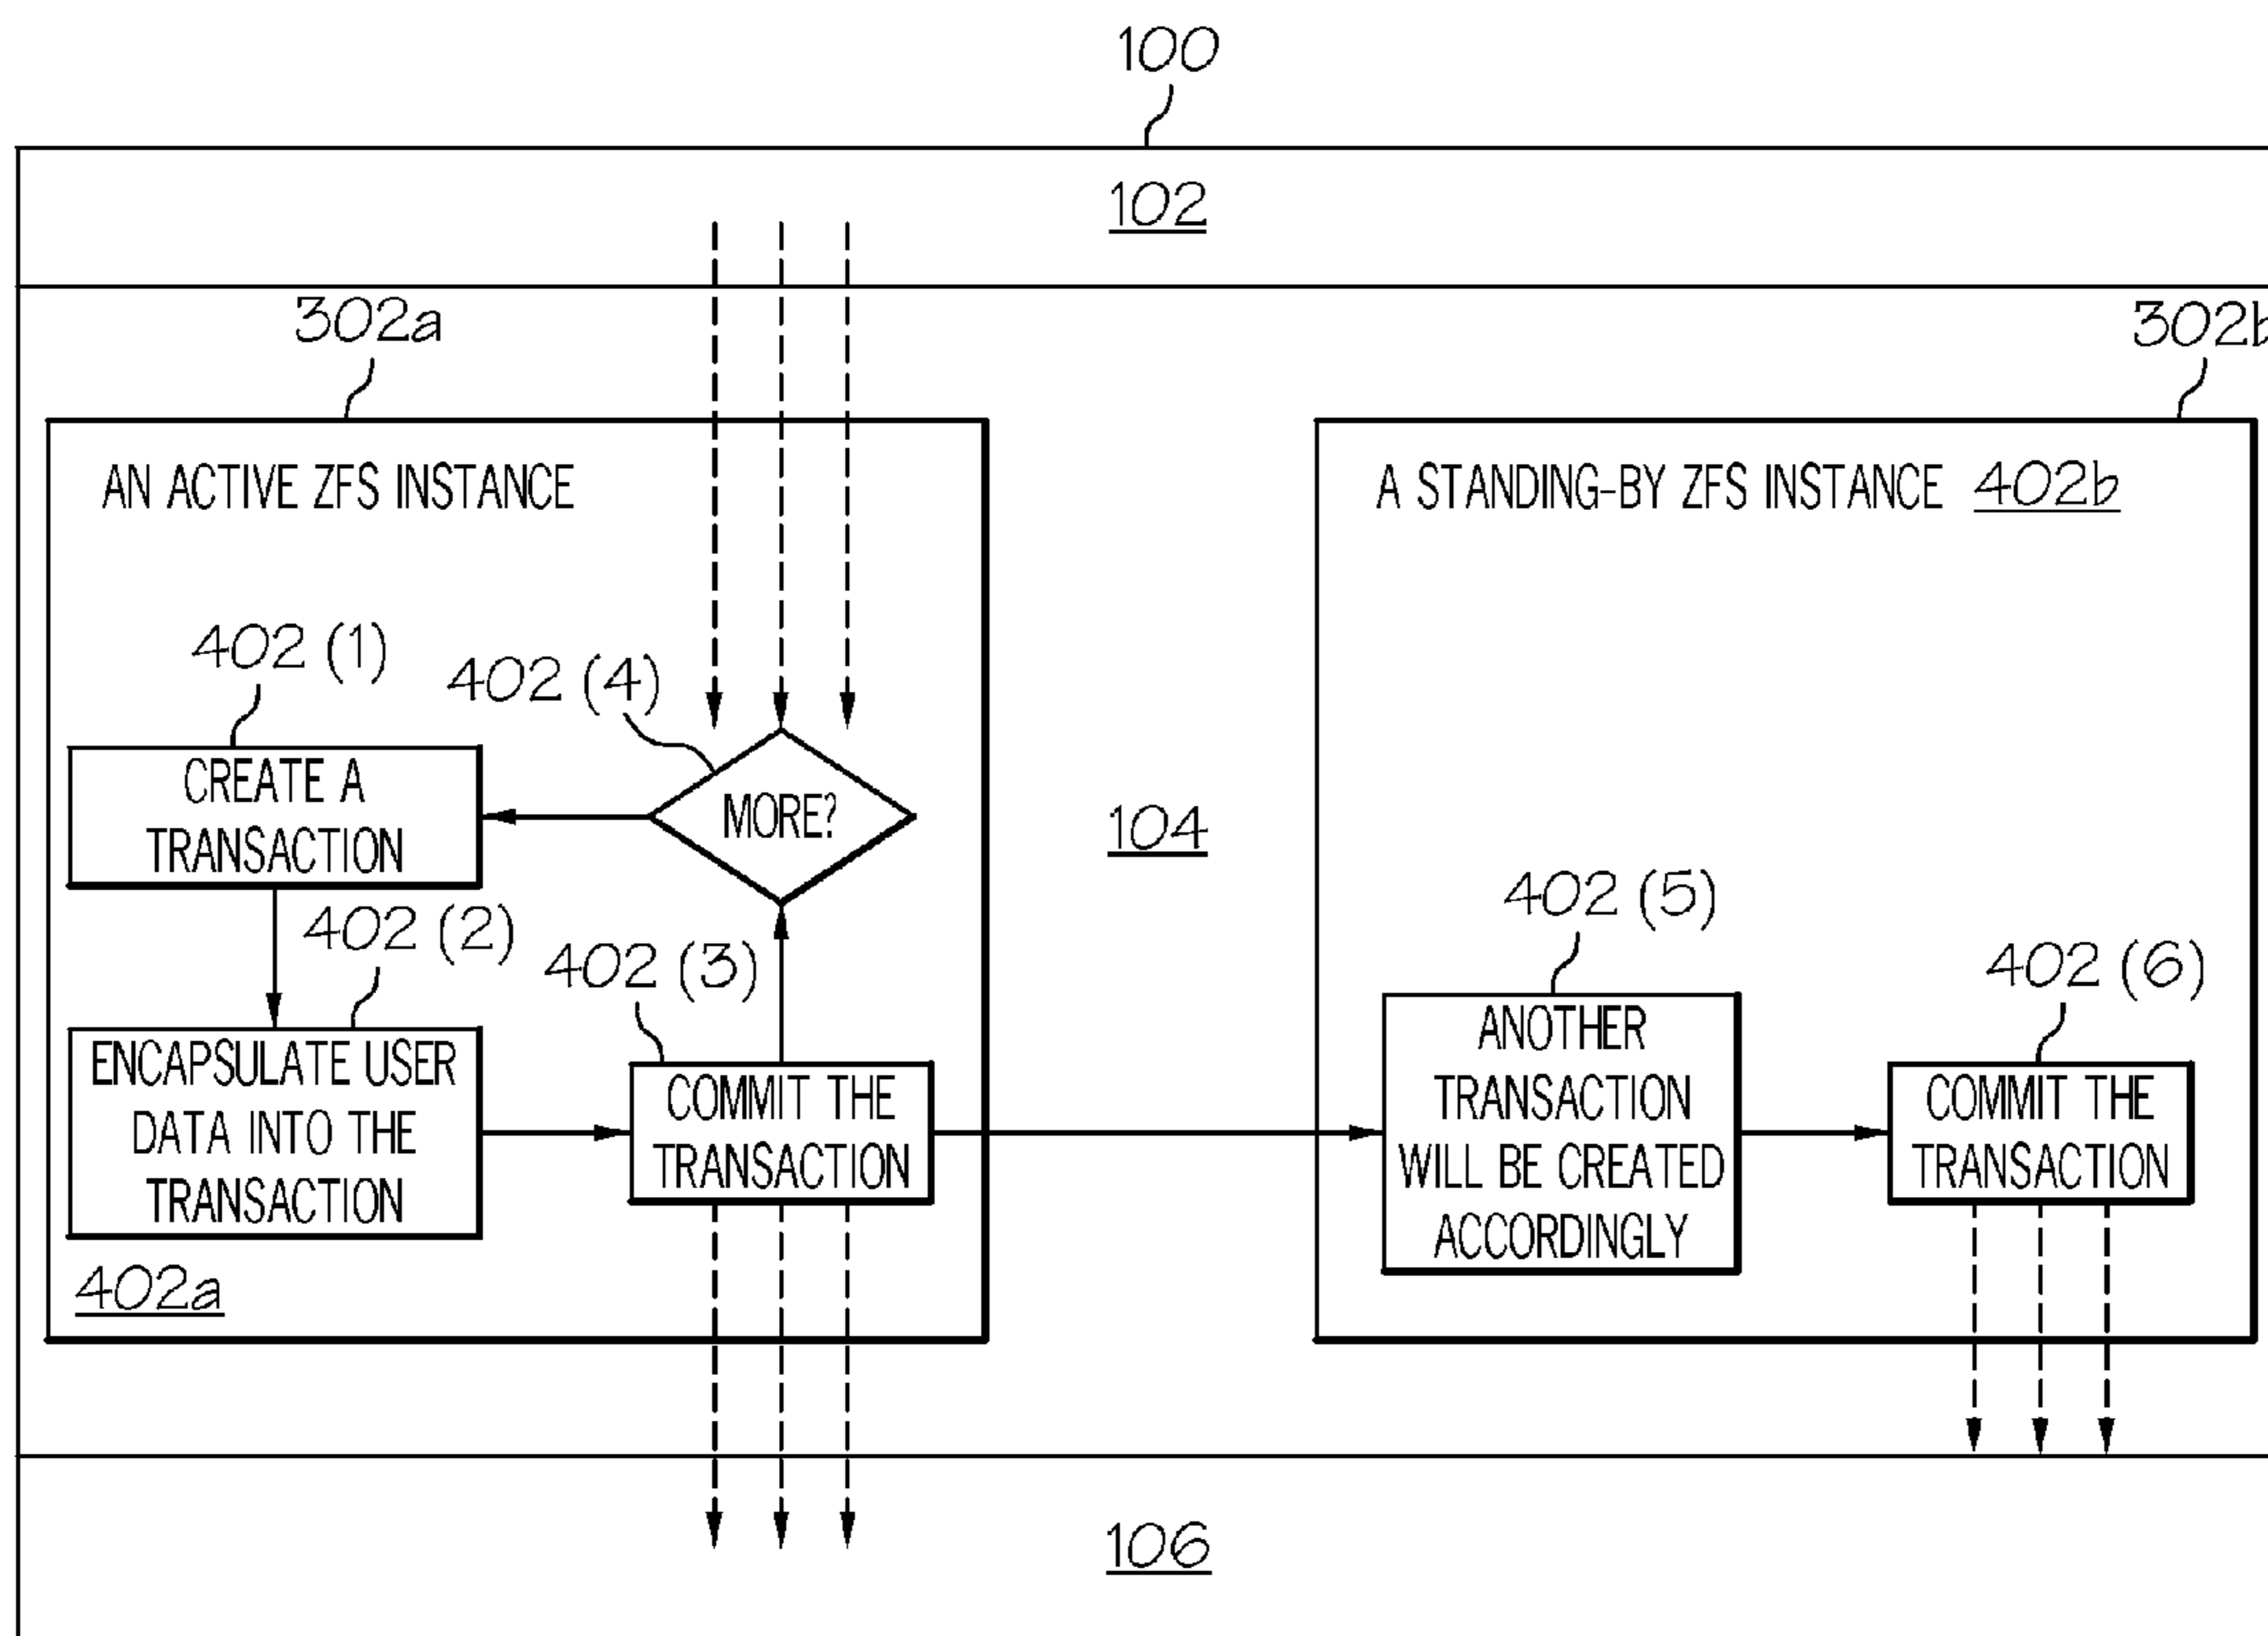 100
102
302a
302b
AN ACTIVE ZFS INSTANCE
A STANDING-BY ZFS INSTANCE 402b
402 (1)
402 (4)
CREATE A
TRANSACTION
MORE?
104
402 (2)
402 (3)
402 (5)
402 (6)
ENCAPSULATE USER
DATA INTO THE
TRANSACTION
COMMIT THE
TRANSACTION
ANOTHER
TRANSACTION
WILL BE CREATED
ACCORDINGLY
COMMIT THE
TRANSACTION
402a
106